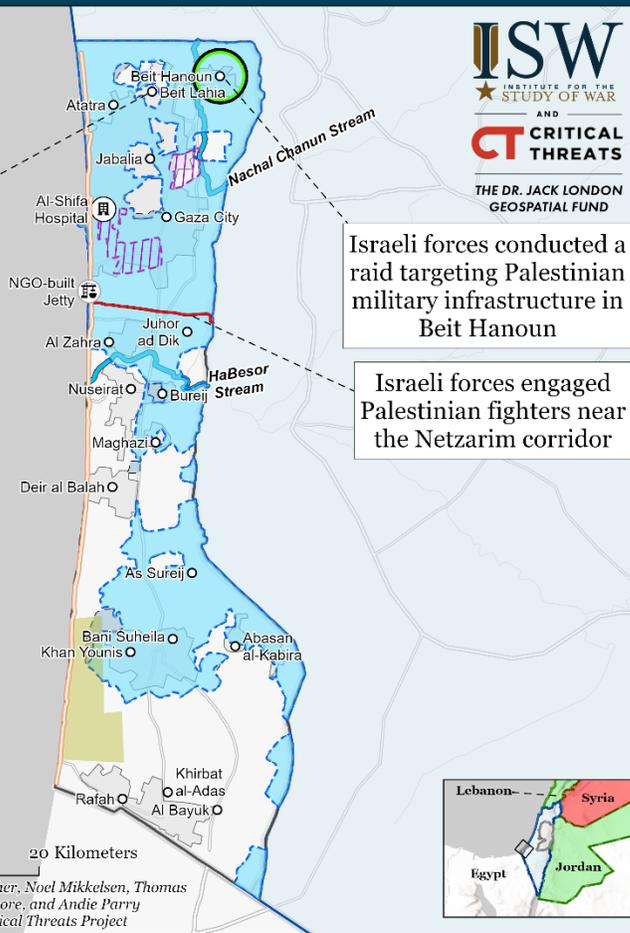 ISW
INSTITUTE FOR THE
STUDY OF WAR
AND
CT CRITICAL
THREATS
THE DR. JACK LONDON
GEOSPATIAL FUND
Beit Hanoun
Beit Lahia
Atatra
Nachal Chanun Stream
Jabalia
Al-Shifa
Hospital
Gaza City
Israeli forces conducted a
raid targeting Palestinian
military infrastructure in
Beit Hanoun
NGO-built
Jetty
Juhor
ad Dik
Al Zahra
HaBesor
Stream
Israeli forces engaged
Palestinian fighters near
the Netzarim corridor
Nuseirat
Bureij
Maghazi
Deir al Balah
As Sureij
Bani Suheila
Khan Younis
Abasan
al-Kabira
Khirbat
al-Adas
Rafah
Al Bayuk
Lebanon
Syria
Egypt
Jordan
20 Kilometers
Noel Mikkelsen, Thomas
and Andie Parry
Threats Project